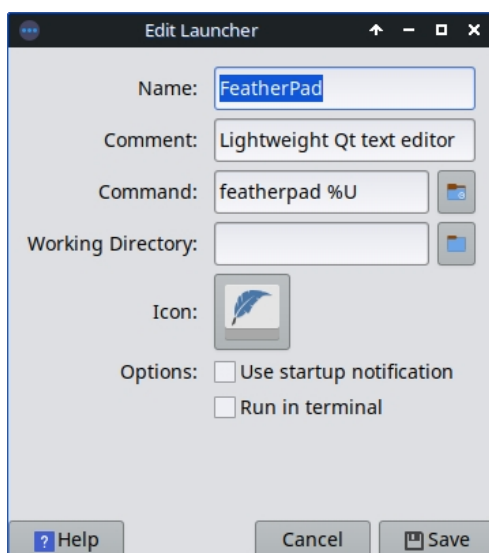 Edit Launcher
Name: FeatherPad
Comment: Lightweight Qt text editor
Command: featherpad %U
Working Directory:
Icon:
Options: Use startup notification
Run in terminal
? Help Cancel Save